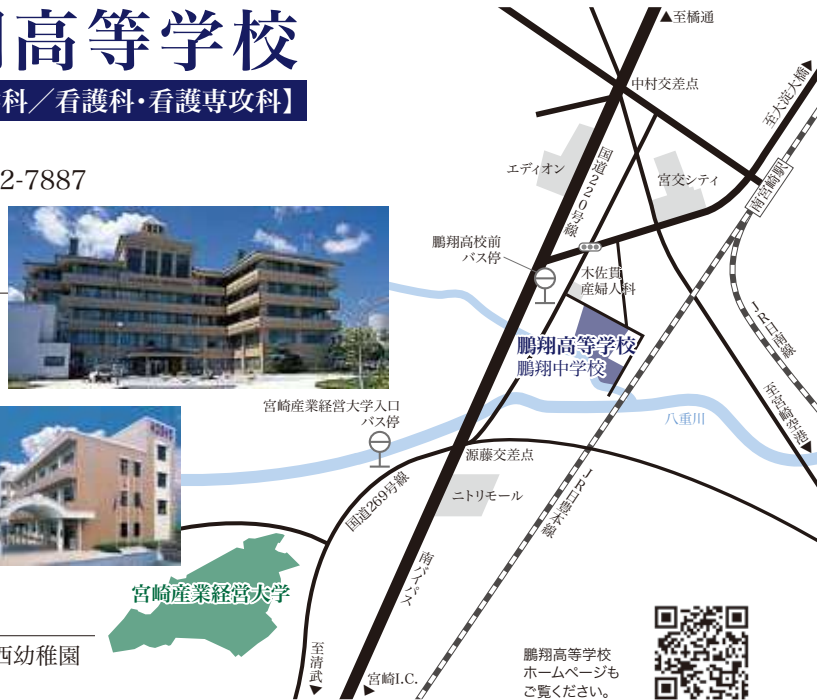 高等学校
科／看護科・看護専攻科】
2-7887
▲至橘通
中村交差点
至大淀大橋
エディオン
国道220号線
宮交シティ
南宮崎駅
鵬翔高校前
バス停
木佐貫
産婦人科
鵬翔高等学校
鵬翔中学校
JR日南線
宮崎産業経営大学入口
バス停
八重川
至宮崎空港
源藤交差点
国道269号線
ニトリモール
JR日豊本線
南バイパス
宮崎産業経営大学
至清武
宮崎I.C.
西幼稚園
鵬翔高等学校
ホームページも
ご覧ください。